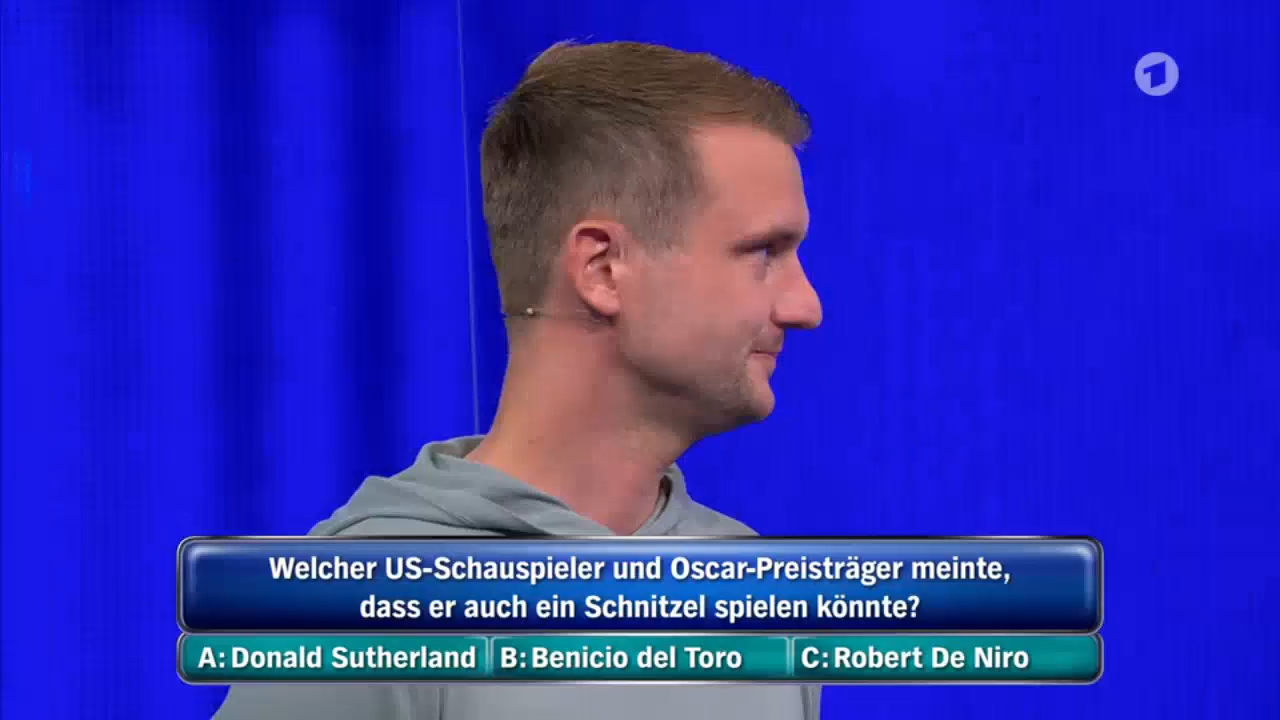 1
Welcher US-Schauspieler und Oscar-Preisträger meinte,
dass er auch ein Schnitzel spielen könnte?
A: Donald Sutherland B: Benicio del Toro C: Robert De Niro